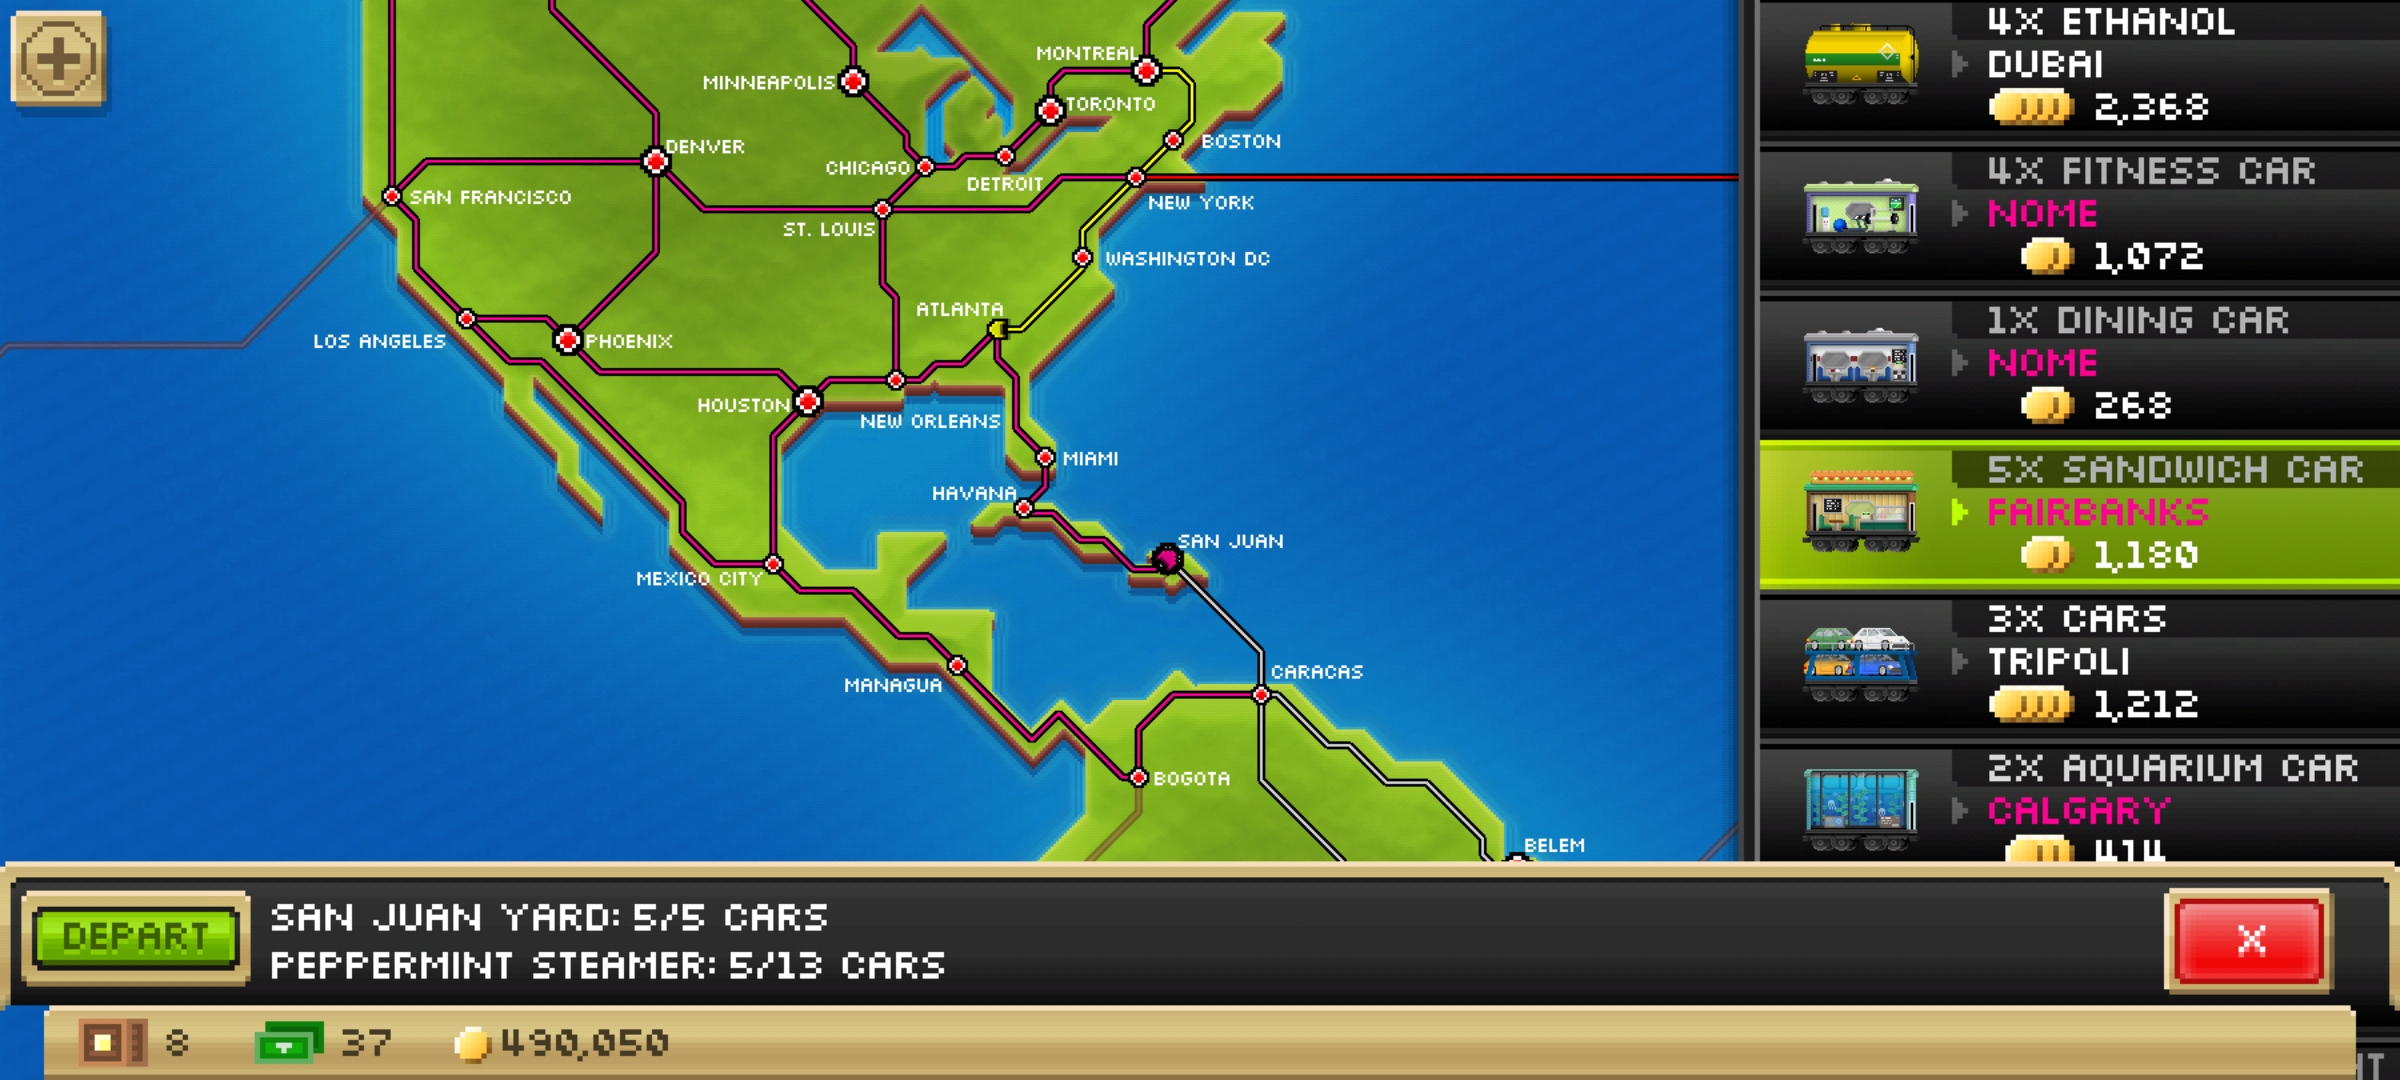 MONTREAL
MINNEAPOLIS
TORONTO
BOSTON
DENVER
CHICAGO
DETROIT
SAN FRANCISCO
NEW YORK
ST. LOUIS
WASHINGTON DC
ATLANTA
LOS ANGELES
PHOENIX
HOUSTON
NEW ORLEANS
MIAMI
HAVANA
SAN JUAN
MEXICO CITY
CARACAS
MANAGUA
BOGOTA
BELEM
4X ETHANOL
DUBAI
2,368
4X FITNESS CAR
NOME
1,072
1X DINING CAR
NOME
268
5X SANDWICH CAR
FAIRBANKS
1,180
3X CARS
TRIPOLI
1,212
2X AQUARIUM CAR
CALGARY
414
DEPART
SAN JUAN YARD: 5/5 CARS
PEPPERMINT STEAMER: 5/13 CARS
X
8
37
490,050